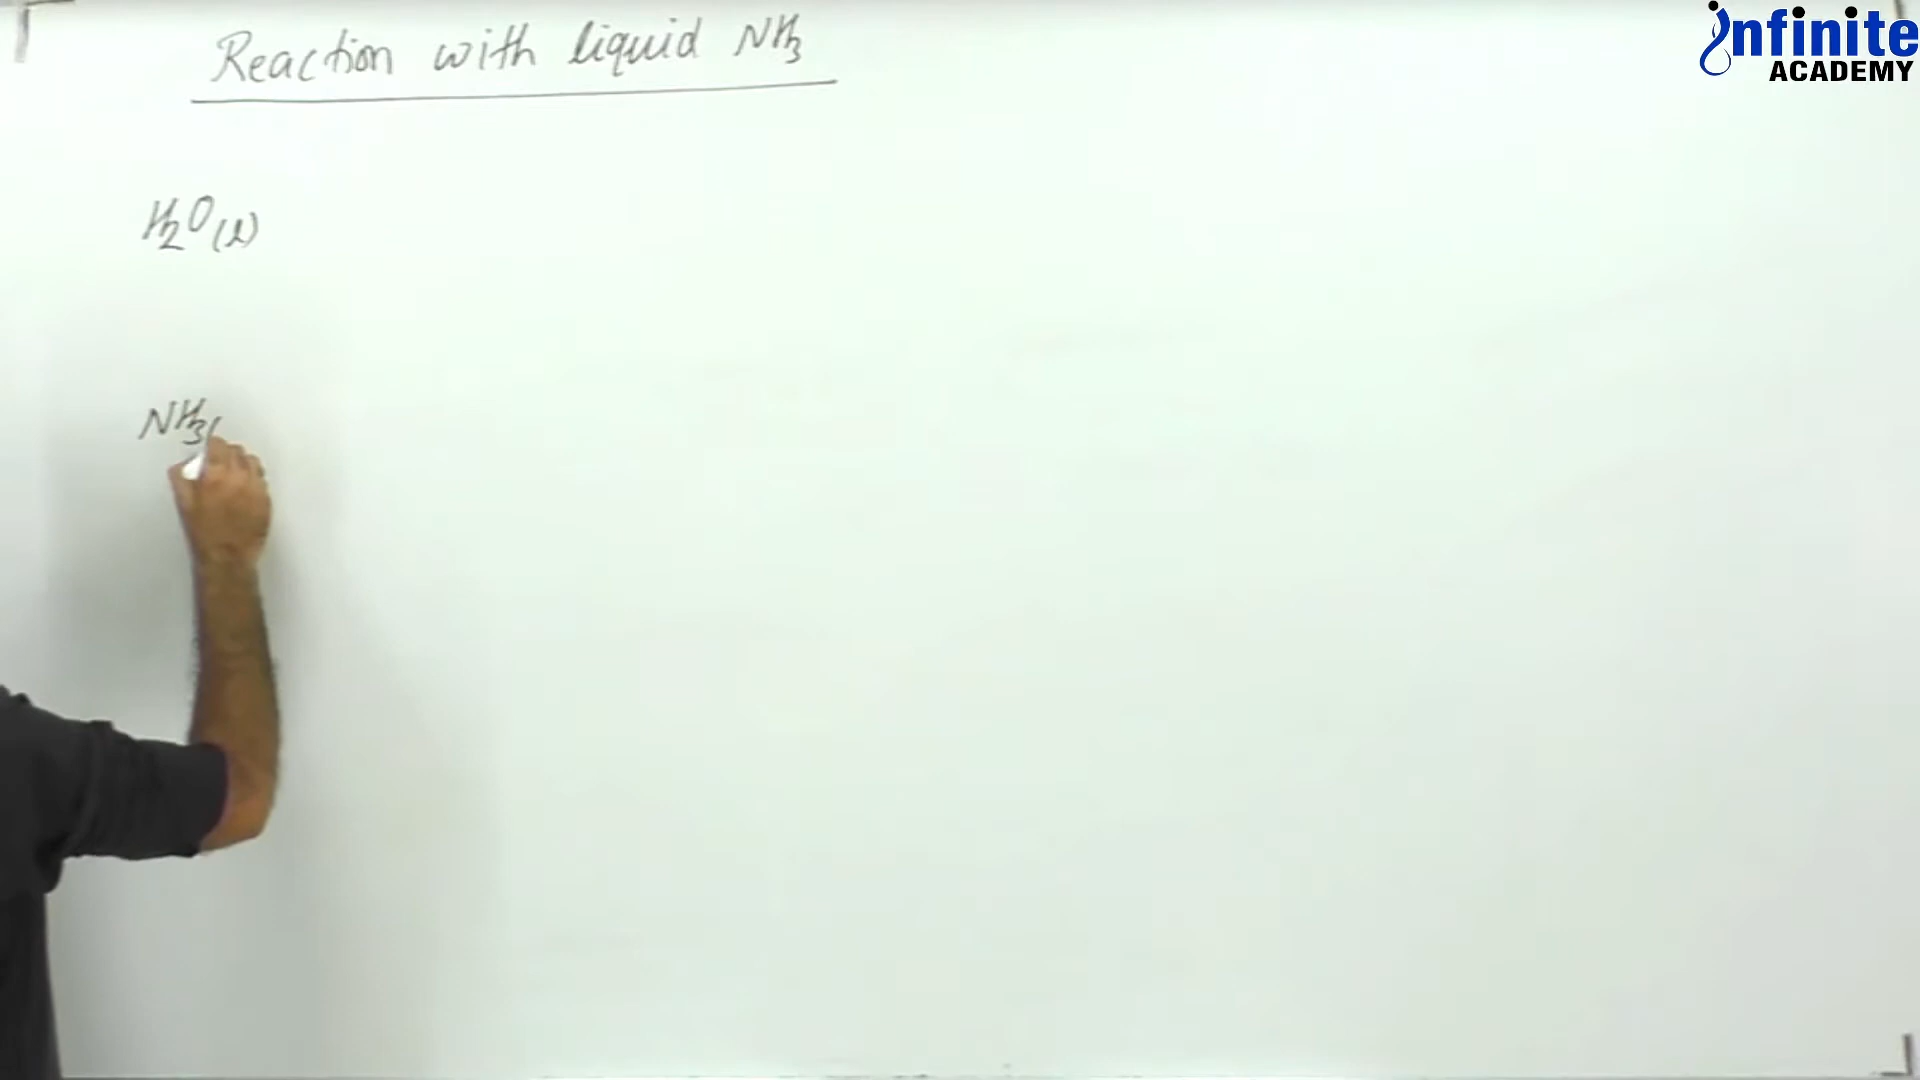 Reaction with liquid NH3
infinite
ACADEMY
H2O(l)
NH3(